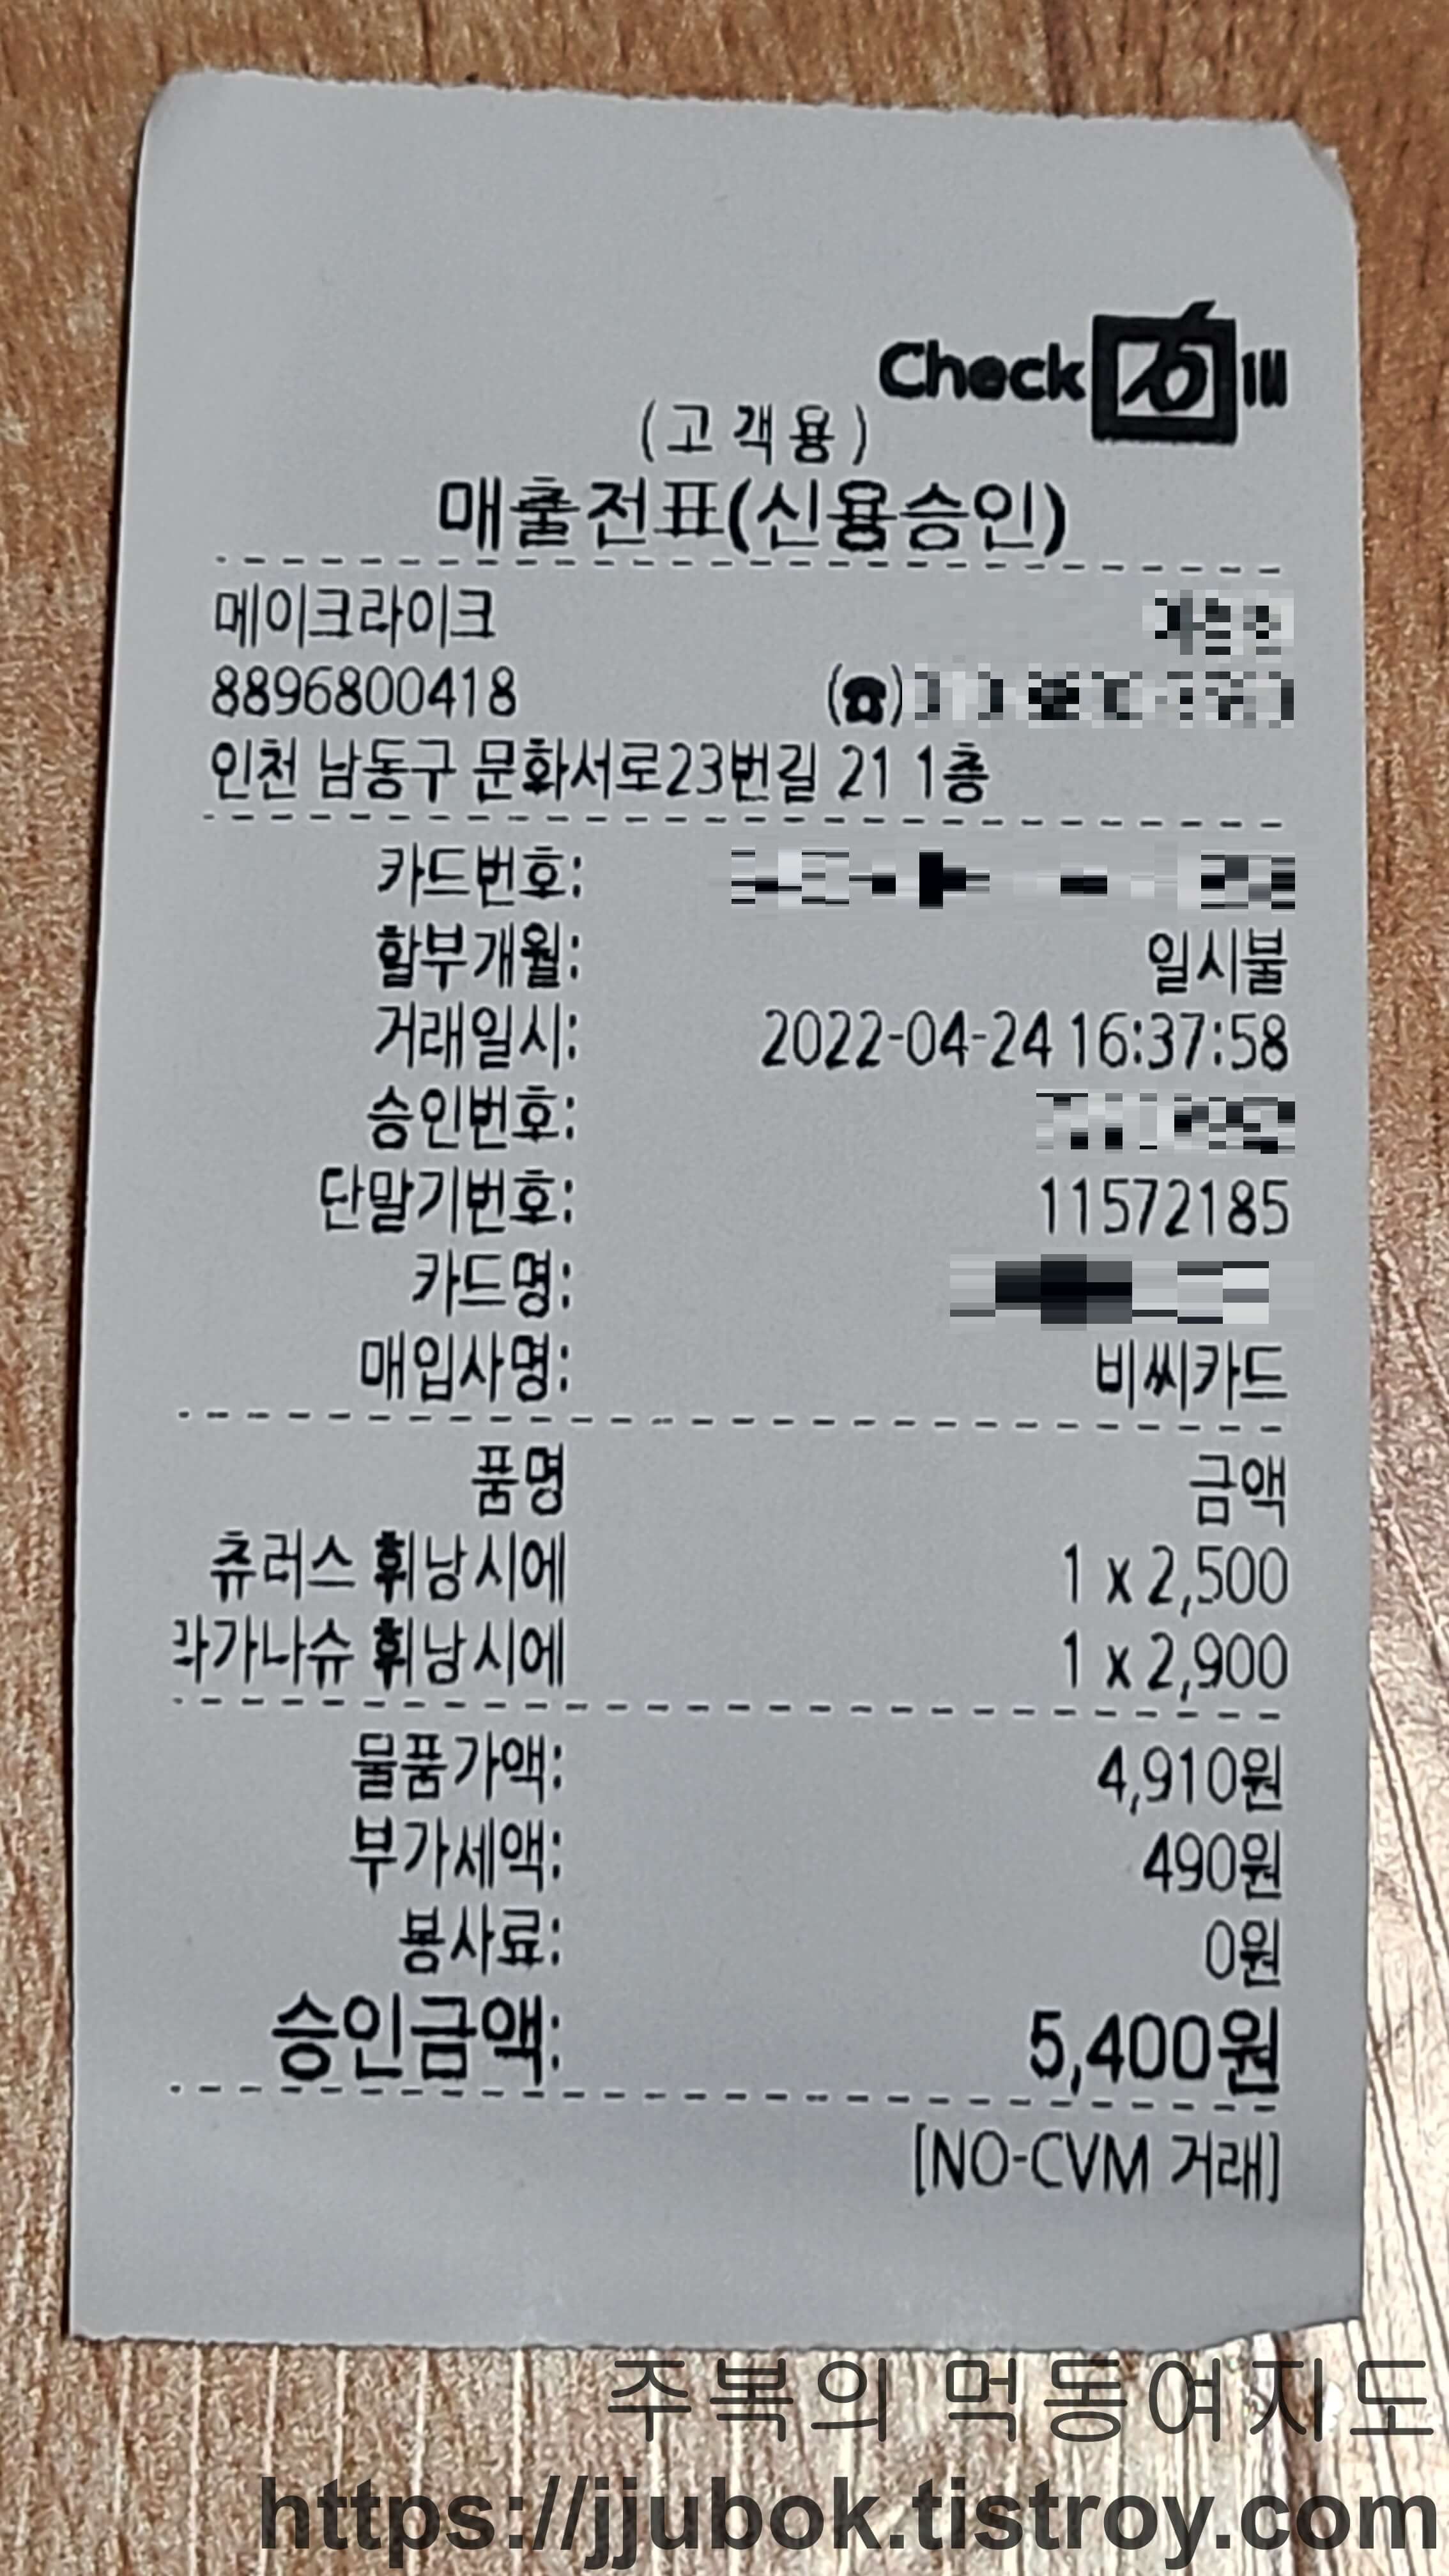 Check
(고객용)
매출전표(신용승인)
메이크라이크
8896800418 (☎)
인천 남동구 문화서로23번길 21 1층
카드번호:
할부개월: 일시불
거래일시: 2022-04-24 16:37:58
승인번호:
단말기번호: 11572185
카드명:
매입사명: 비씨카드
품명 금액
츄러스 휘낭시에 1 x 2,500
가나슈 휘낭시에 1 x 2,900
물품가액: 4,910원
부가세액: 490원
봉사료: 0원
승인금액: 5,400원
[NO-CVM 거래]
주복의 먹동여지도
https://jjubok.tistroy.com